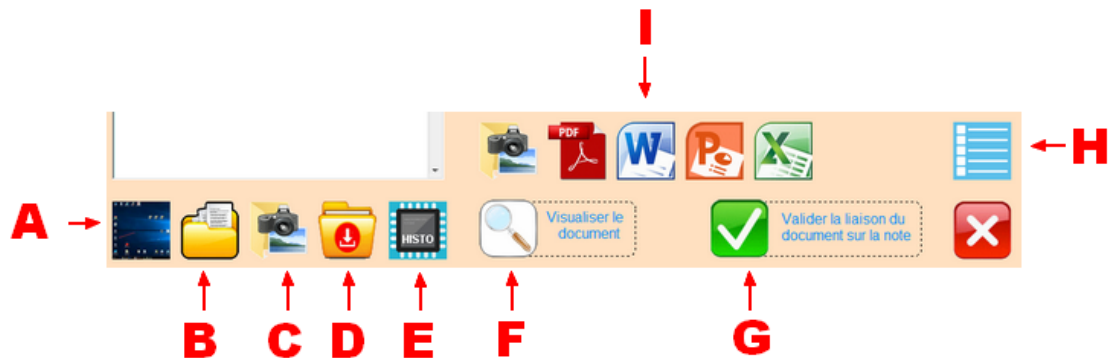 I
PDF
W
P
X
H
A
HISTO
Visualiser le
document
Valider la liaison du
document sur la note
B
C
D
E
F
G